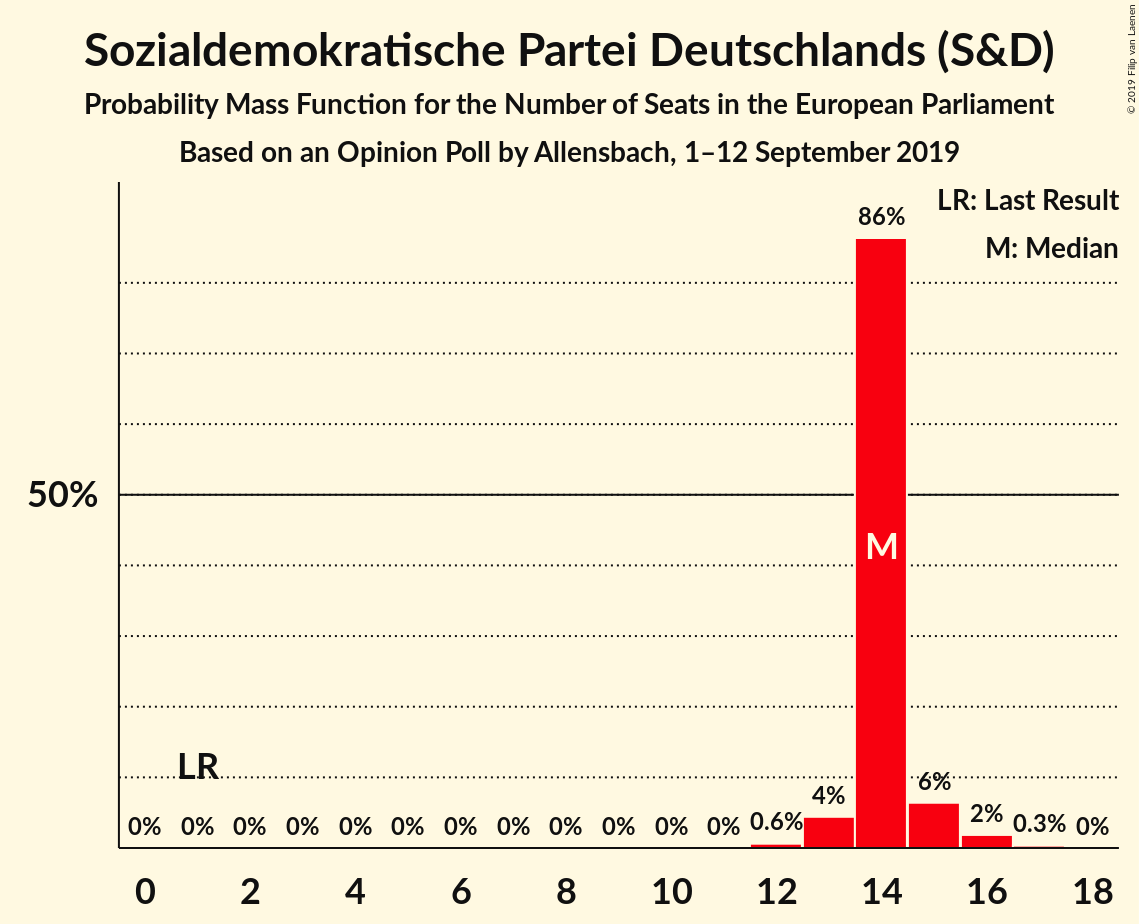 Sozialdemokratische Partei Deutschlands (S&D)
Probability Mass Function for the Number of Seats in the European Parliament
Based on an Opinion Poll by Allensbach, 1–12 September 2019
© 2019 Filip van Laenen
LR: Last Result
M: Median
86%
50%
M
LR
0% 0% 0% 0% 0% 0% 0% 0% 0% 0% 0% 0% 0.6% 4% 6% 2% 0.3% 0%
0 2 4 6 8 10 12 14 16 18